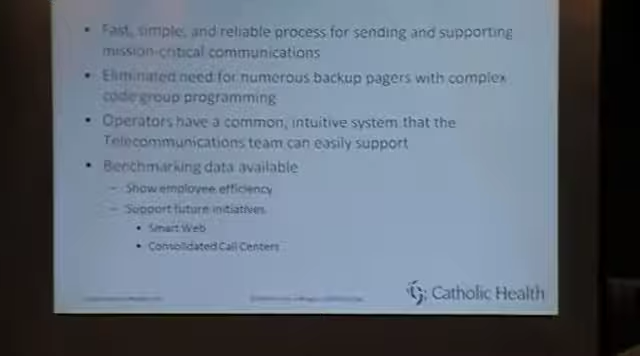 • Fast, simple, and reliable process for sending and supporting
mission-critical communications
• Eliminated need for numerous backup pagers with complex
code group programming
• Operators have a common, intuitive system that the
Telecommunications team can easily support
• Benchmarking data available
– Show employee efficiency
– Support future initiatives
• Smart Web
• Consolidated Call Centers
Catholic Health